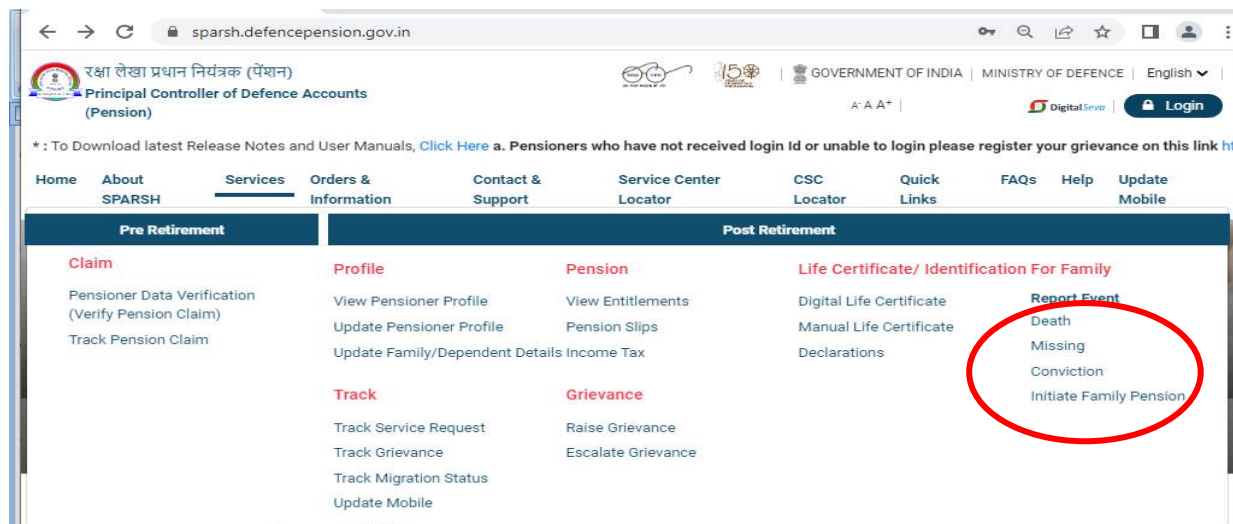 sparsh.defencepension.gov.in
रक्षा लेखा प्रधान नियंत्रक (पेंशन)
Principal Controller of Defence Accounts
(Pension)
GOVERNMENT OF INDIA | MINISTRY OF DEFENCE | English
A- A A+ | Digital Seva | Login
* : To Download latest Release Notes and User Manuals, Click Here a. Pensioners who have not received login Id or unable to login please register your grievance on this link
Home About SPARSH Services Orders & Information Contact & Support Service Center Locator CSC Locator Quick Links FAQs Help Update Mobile
Pre Retirement
Claim
Pensioner Data Verification
(Verify Pension Claim)
Track Pension Claim
Post Retirement
Profile
View Pensioner Profile
Update Pensioner Profile
Update Family/Dependent Details
Pension
View Entitlements
Pension Slips
Income Tax
Life Certificate/ Identification
Digital Life Certificate
Manual Life Certificate
Declarations
For Family
Report Event
Death
Missing
Conviction
Initiate Family Pension
Track
Track Service Request
Track Grievance
Track Migration Status
Update Mobile
Grievance
Raise Grievance
Escalate Grievance